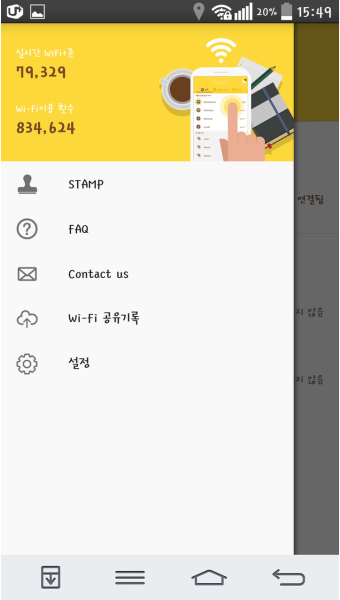 20% 15:49
실시간 WiFi존
79,329
Wi-Fi이용 횟수
834,624
STAMP
연결됨
FAQ
Contact us
Wi-Fi 공유기록
지 않음
설정
지 않음